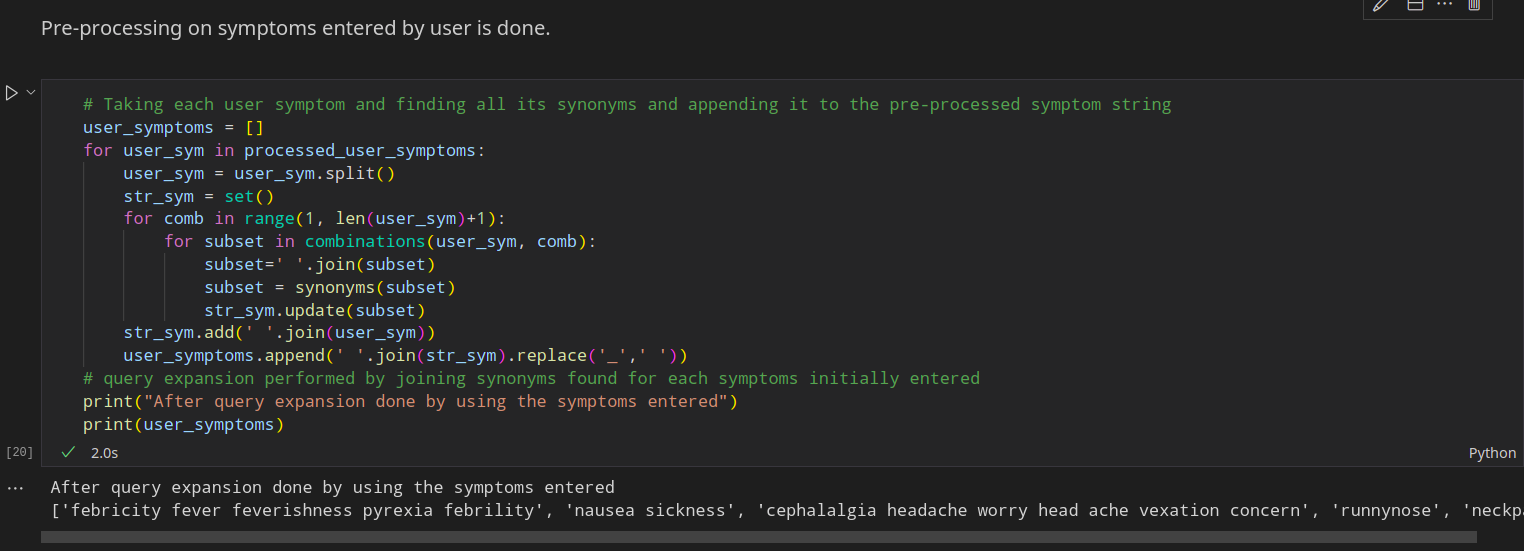 Pre-processing on symptoms entered by user is done.
# Taking each user symptom and finding all its synonyms and appending it to the pre-processed symptom string
user_symptoms = []
for user_sym in processed_user_symptoms:
    user_sym = user_sym.split()
    str_sym = set()
    for comb in range(1, len(user_sym)+1):
        for subset in combinations(user_sym, comb):
            subset=' '.join(subset)
            subset = synonyms(subset)
            str_sym.update(subset)
    str_sym.add(' '.join(user_sym))
    user_symptoms.append(' '.join(str_sym).replace('_',' '))
# query expansion performed by joining synonyms found for each symptoms initially entered
print("After query expansion done by using the symptoms entered")
print(user_symptoms)
[20] 2.0s Python
After query expansion done by using the symptoms entered
['febricity fever feverishness pyrexia febrility', 'nausea sickness', 'cephalalgia headache worry head ache vexation concern', 'runnynose',